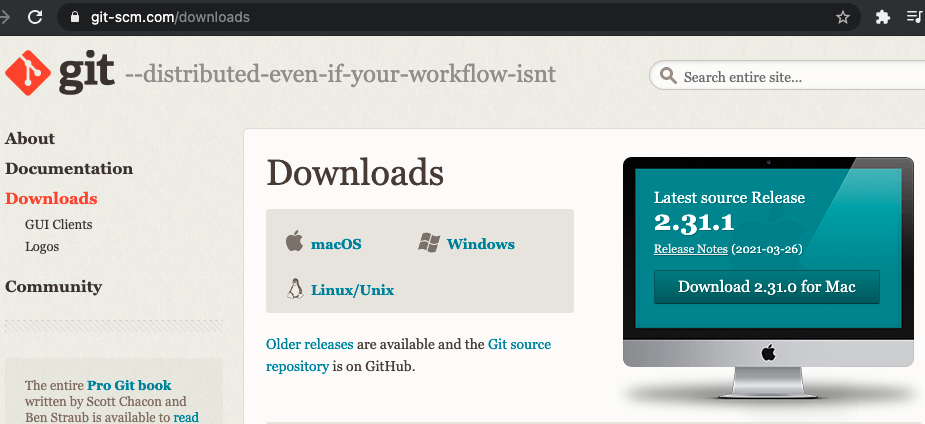 git-scm.com/downloads
git --distributed-even-if-your-workflow-isnt
Search entire site...
About
Documentation
Downloads
GUI Clients
Logos
Community
The entire Pro Git book
written by Scott Chacon and
Ben Straub is available to read
Downloads
macOS
Windows
Linux/Unix
Older releases are available and the Git source
repository is on GitHub.
Latest source Release
2.31.1
Release Notes (2021-03-26)
Download 2.31.0 for Mac